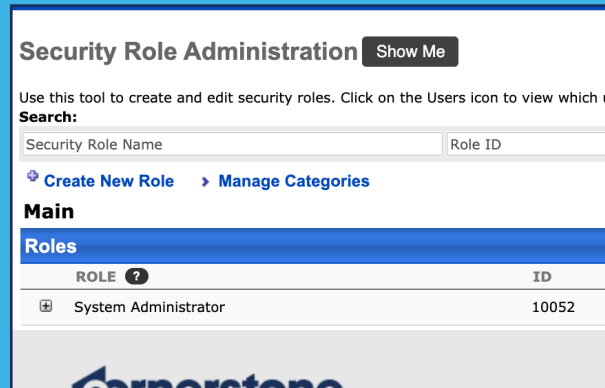 Security Role Administration Show Me
Use this tool to create and edit security roles. Click on the Users icon to view which
Search:
Security Role Name Role ID
Create New Role Manage Categories
Main
Roles
ROLE ? ID
System Administrator 10052
cornerstone